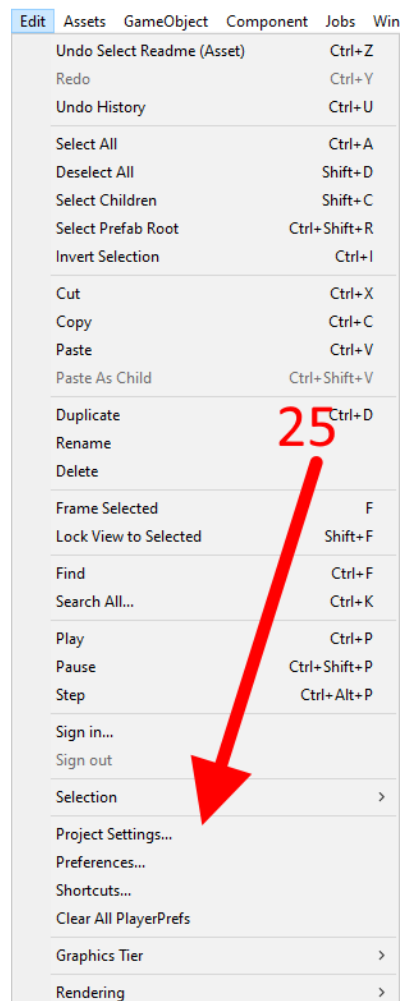 Edit Assets GameObject Component Jobs Win
Undo Select Readme (Asset) Ctrl+Z
Redo Ctrl+Y
Undo History Ctrl+U
Select All Ctrl+A
Deselect All Shift+D
Select Children Shift+C
Select Prefab Root Ctrl+Shift+R
Invert Selection Ctrl+I
Cut Ctrl+X
Copy Ctrl+C
Paste Ctrl+V
Paste As Child Ctrl+Shift+V
Duplicate Ctrl+D
25
Rename
Delete
Frame Selected F
Lock View to Selected Shift+F
Find Ctrl+F
Search All... Ctrl+K
Play Ctrl+P
Pause Ctrl+Shift+P
Step Ctrl+Alt+P
Sign in...
Sign out
Selection >
Project Settings...
Preferences...
Shortcuts...
Clear All PlayerPrefs
Graphics Tier >
Rendering >